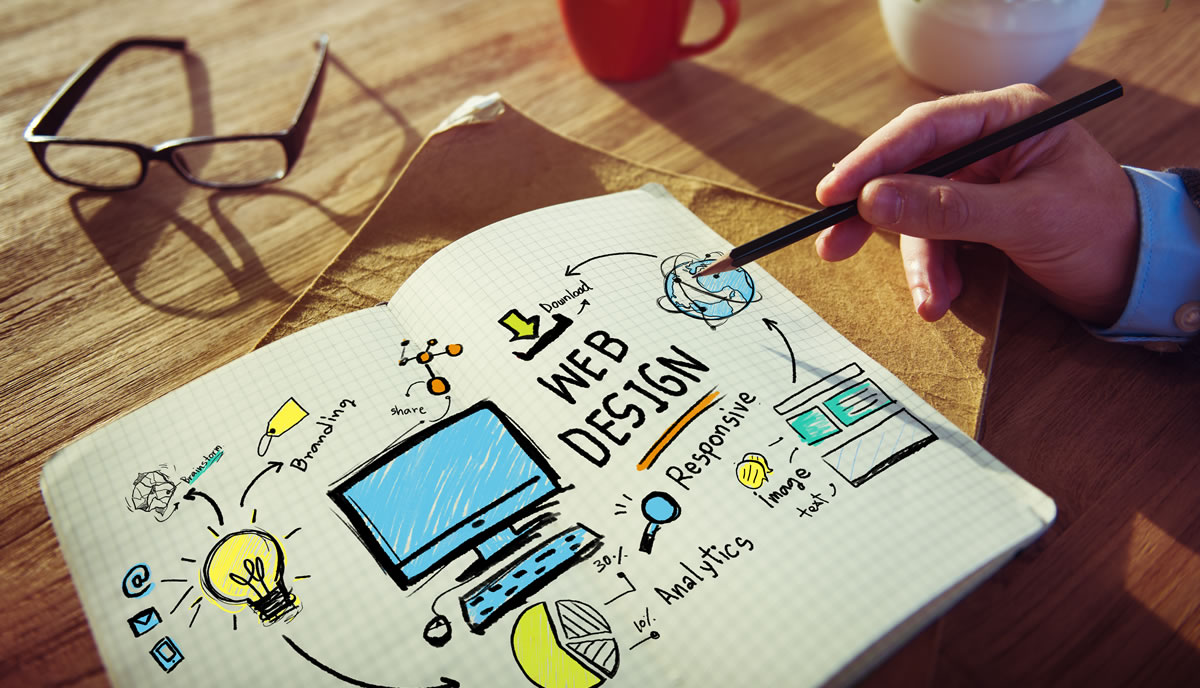 Download
WEB
DESIGN
share
Branding
Brainstorm
Responsive
image
text
30%
Analytics
10%
@